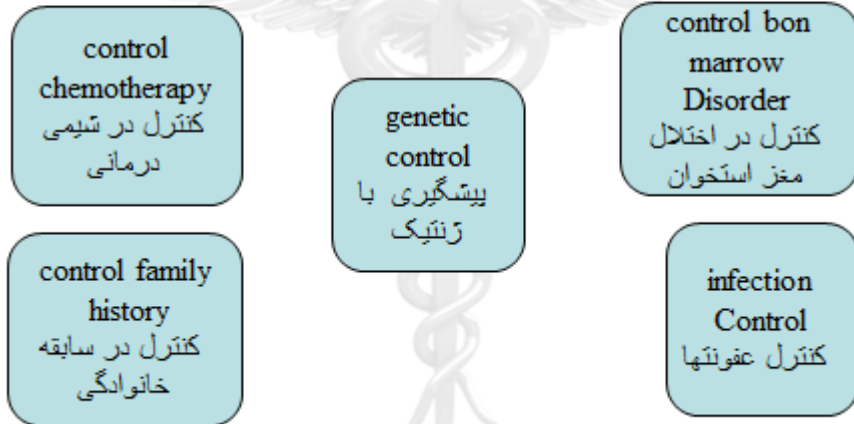 control
chemotherapy
کنترل در شیمی
درمانی
genetic
control
پیشگیری با
ژنتیک
control bon
marrow
Disorder
کنترل در اختلال
مغز استخوان
control family
history
کنترل در سابقه
خانوادگی
infection
Control
کنترل عفونتها